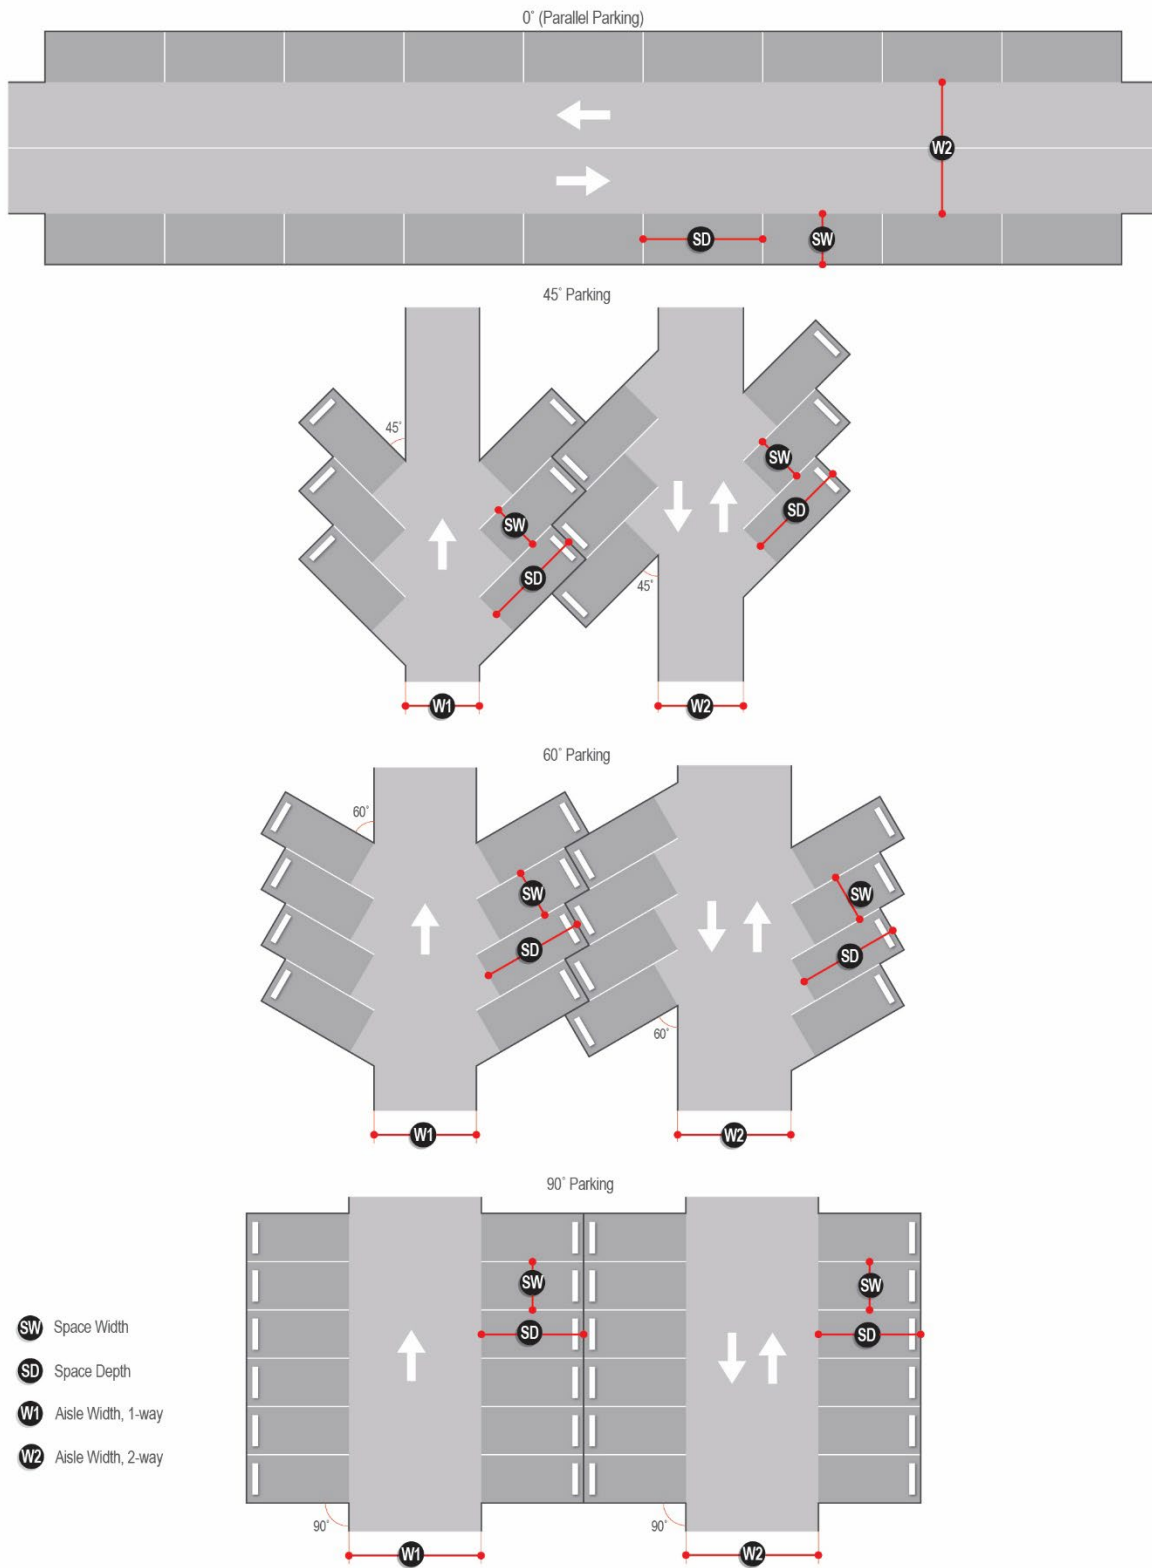 0˚ (Parallel Parking)
W2
SD
SW
45˚ Parking
45˚
SW
SW
SD
SD
45˚
W1
W2
60˚ Parking
60˚
SW
SW
SD
SD
60˚
W1
W2
90˚ Parking
SW
SW
SD
SD
SW Space Width
SD Space Depth
W1 Aisle Width, 1-way
W2 Aisle Width, 2-way
90˚
90˚
W1
W2